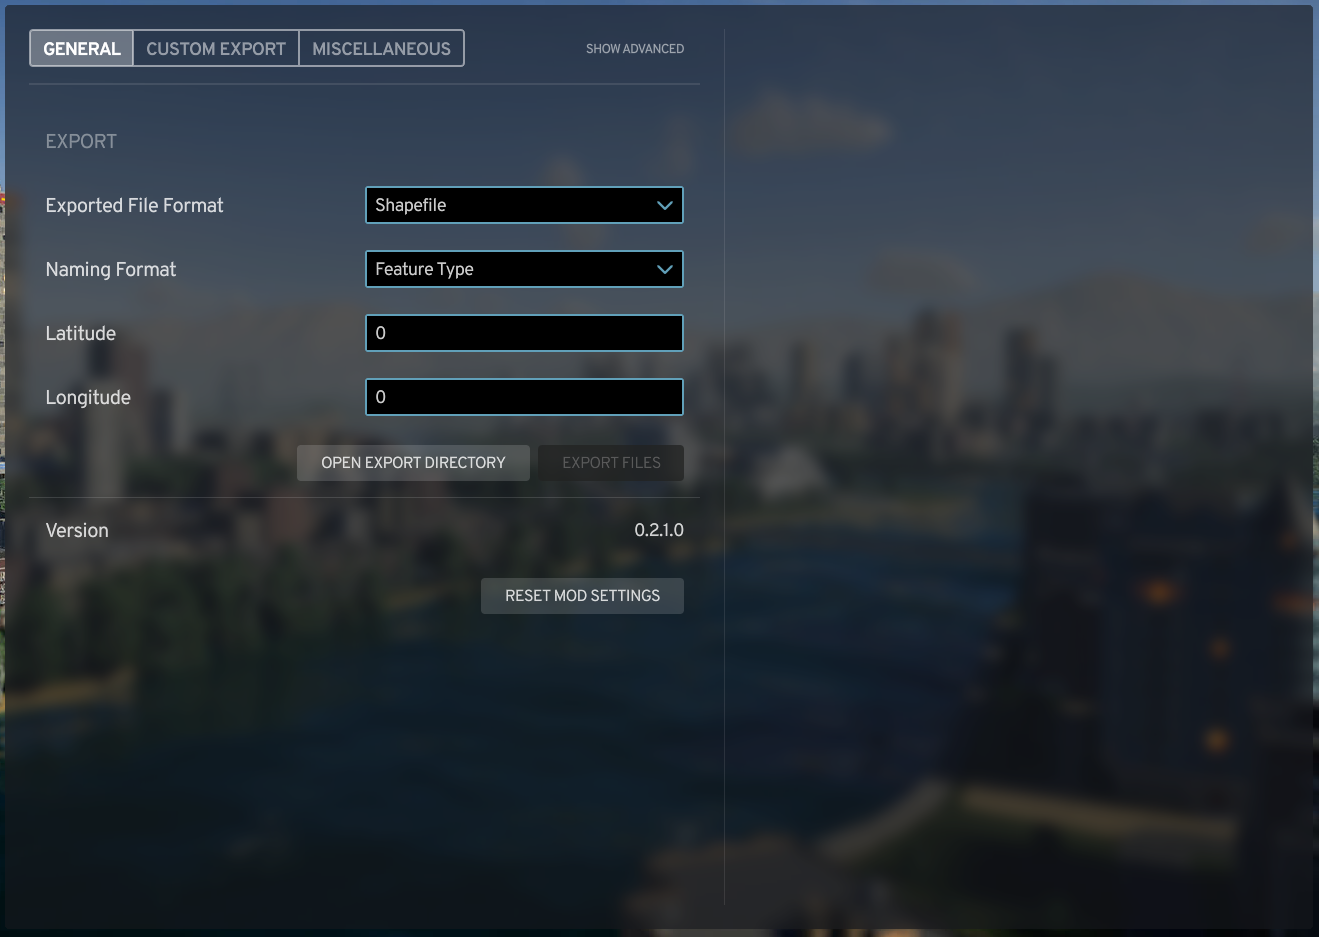 GENERAL CUSTOM EXPORT MISCELLANEOUS SHOW ADVANCED
EXPORT
Exported File Format Shapefile
Naming Format Feature Type
Latitude 0
Longitude 0
OPEN EXPORT DIRECTORY EXPORT FILES
Version 0.2.1.0
RESET MOD SETTINGS